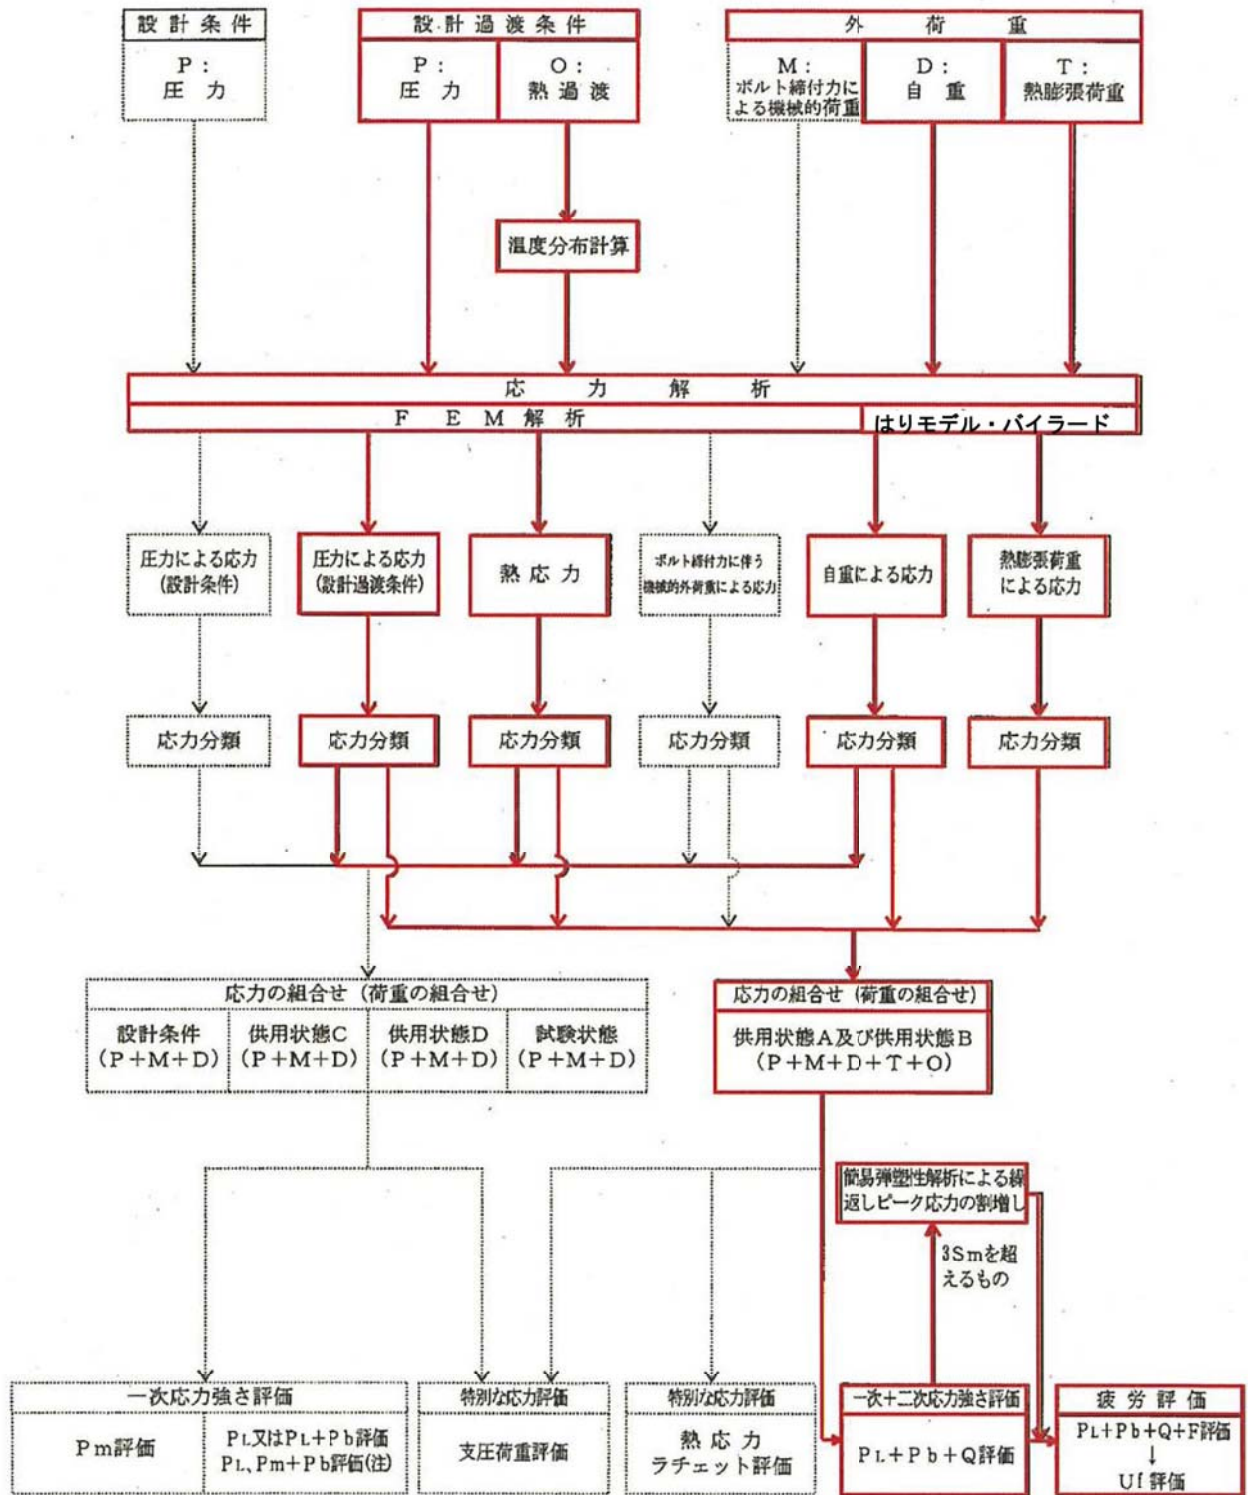 設計条件
P：
圧力
設計過渡条件
P：
圧力
O：
熱過渡
外荷重
M：
ボルト締付力に
よる機械的荷重
D：
自重
T：
熱膨張荷重
温度分布計算
応力解析
FEM解析
はりモデル・バイラード
圧力による応力
(設計条件)
圧力による応力
(設計過渡条件)
熱応力
ボルト締付力に伴う
機械的外荷重による応力
自重による応力
熱膨張荷重
による応力
応力分類
応力分類
応力分類
応力分類
応力分類
応力分類
応力の組合せ（荷重の組合せ）
設計条件
(P+M+D)
供用状態C
(P+M+D)
供用状態D
(P+M+D)
試験状態
(P+M+D)
応力の組合せ（荷重の組合せ）
供用状態A及び供用状態B
(P+M+D+T+O)
簡易弾塑性解析による繰
返しピーク応力の割増し
3Smを超
えるもの
一次応力強さ評価
Pm評価
PL又はPL+Pb評価
PL、Pm+Pb評価(注)
特別な応力評価
支圧荷重評価
特別な応力評価
熱応力
ラチェット評価
一次+二次応力強さ評価
PL+Pb+Q評価
疲労評価
PL+Pb+Q+F評価
↓
Uf評価